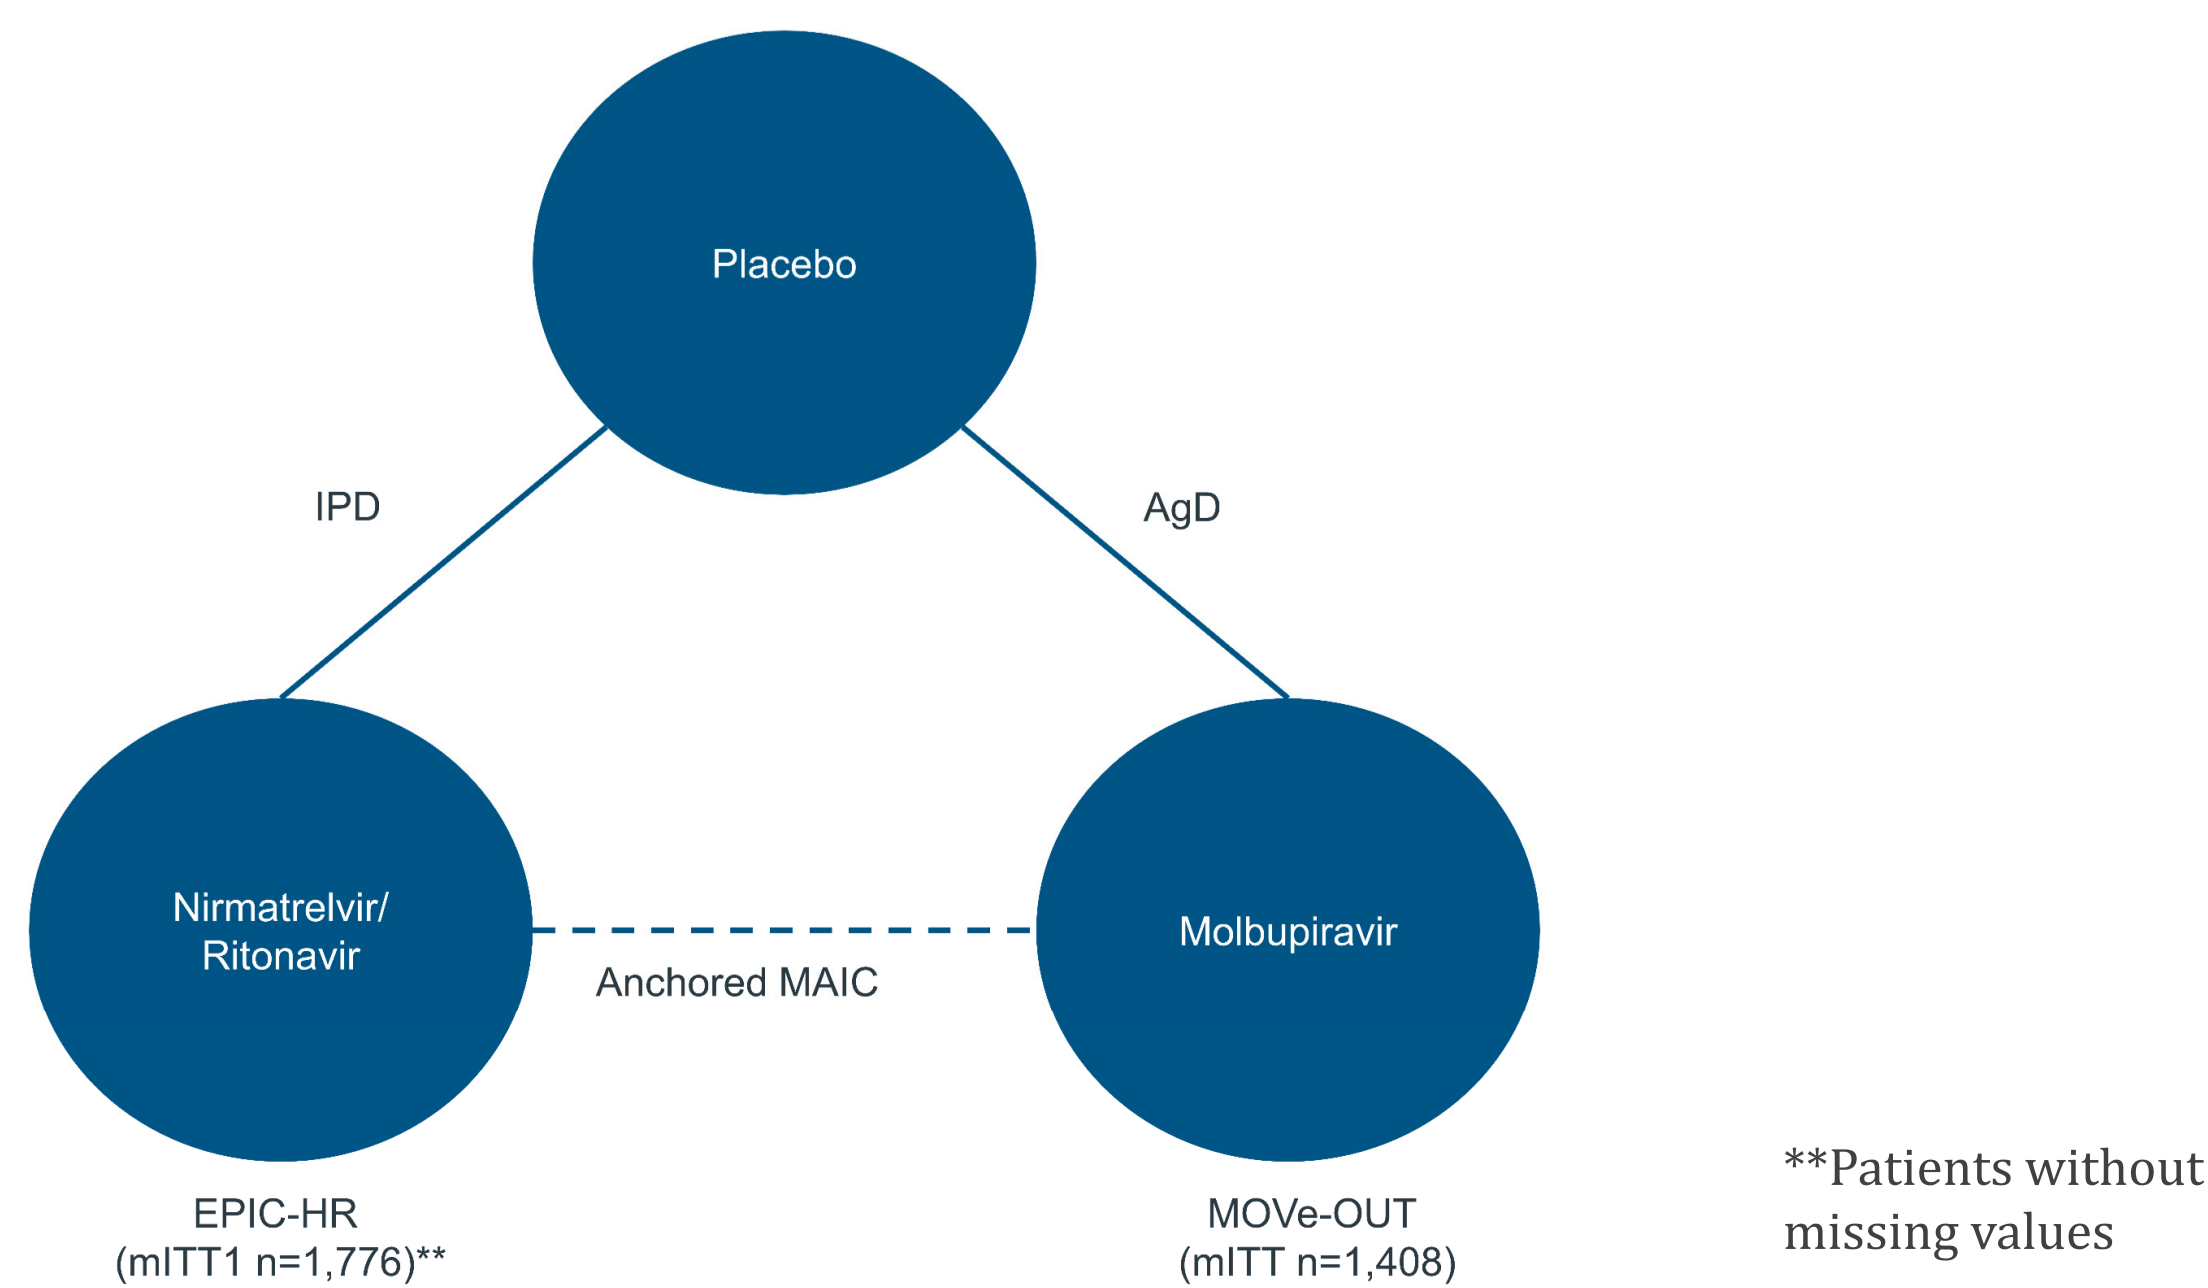 Placebo
IPD
AgD
Nirmatrelvir/
Ritonavir
Molbupiravir
Anchored MAIC
EPIC-HR
(mITT1 n=1,776)**
MOVe-OUT
(mITT n=1,408)
**Patients without
missing values